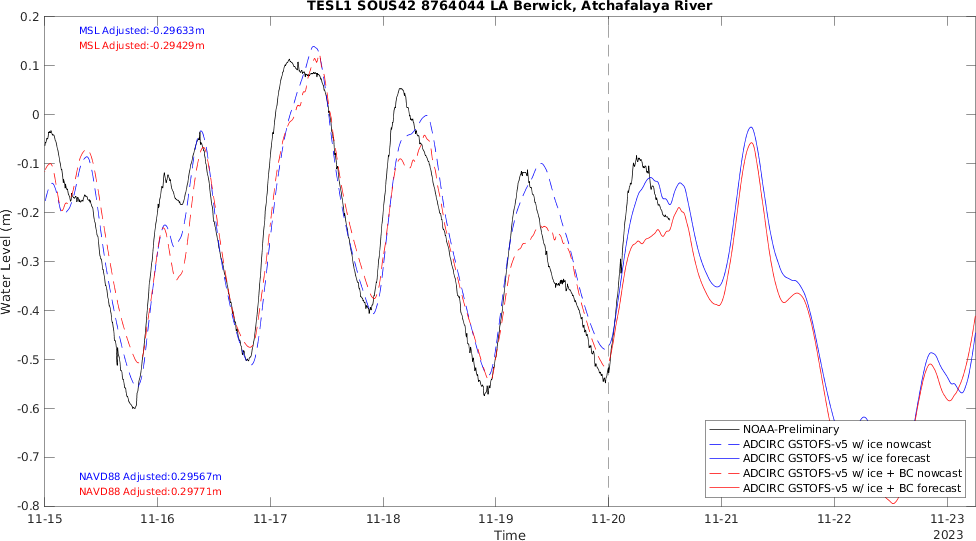 TESL1 SOUS42 8764044 LA Berwick, Atchafalaya River
0.2
MSL Adjusted:-0.29633m
MSL Adjusted:-0.29429m
0.1
0
-0.1
-0.2
-0.3
-0.4
-0.5
-0.6
-0.7
-0.8
Water Level (m)
NAVD88 Adjusted:0.29567m
NAVD88 Adjusted:0.29771m
NOAA-Preliminary
ADCIRC GSTOFS-v5 w/ ice nowcast
ADCIRC GSTOFS-v5 w/ ice forecast
ADCIRC GSTOFS-v5 w/ ice + BC nowcast
ADCIRC GSTOFS-v5 w/ ice + BC forecast
11-15 11-16 11-17 11-18 11-19 11-20 11-21 11-22 11-23
Time
2023